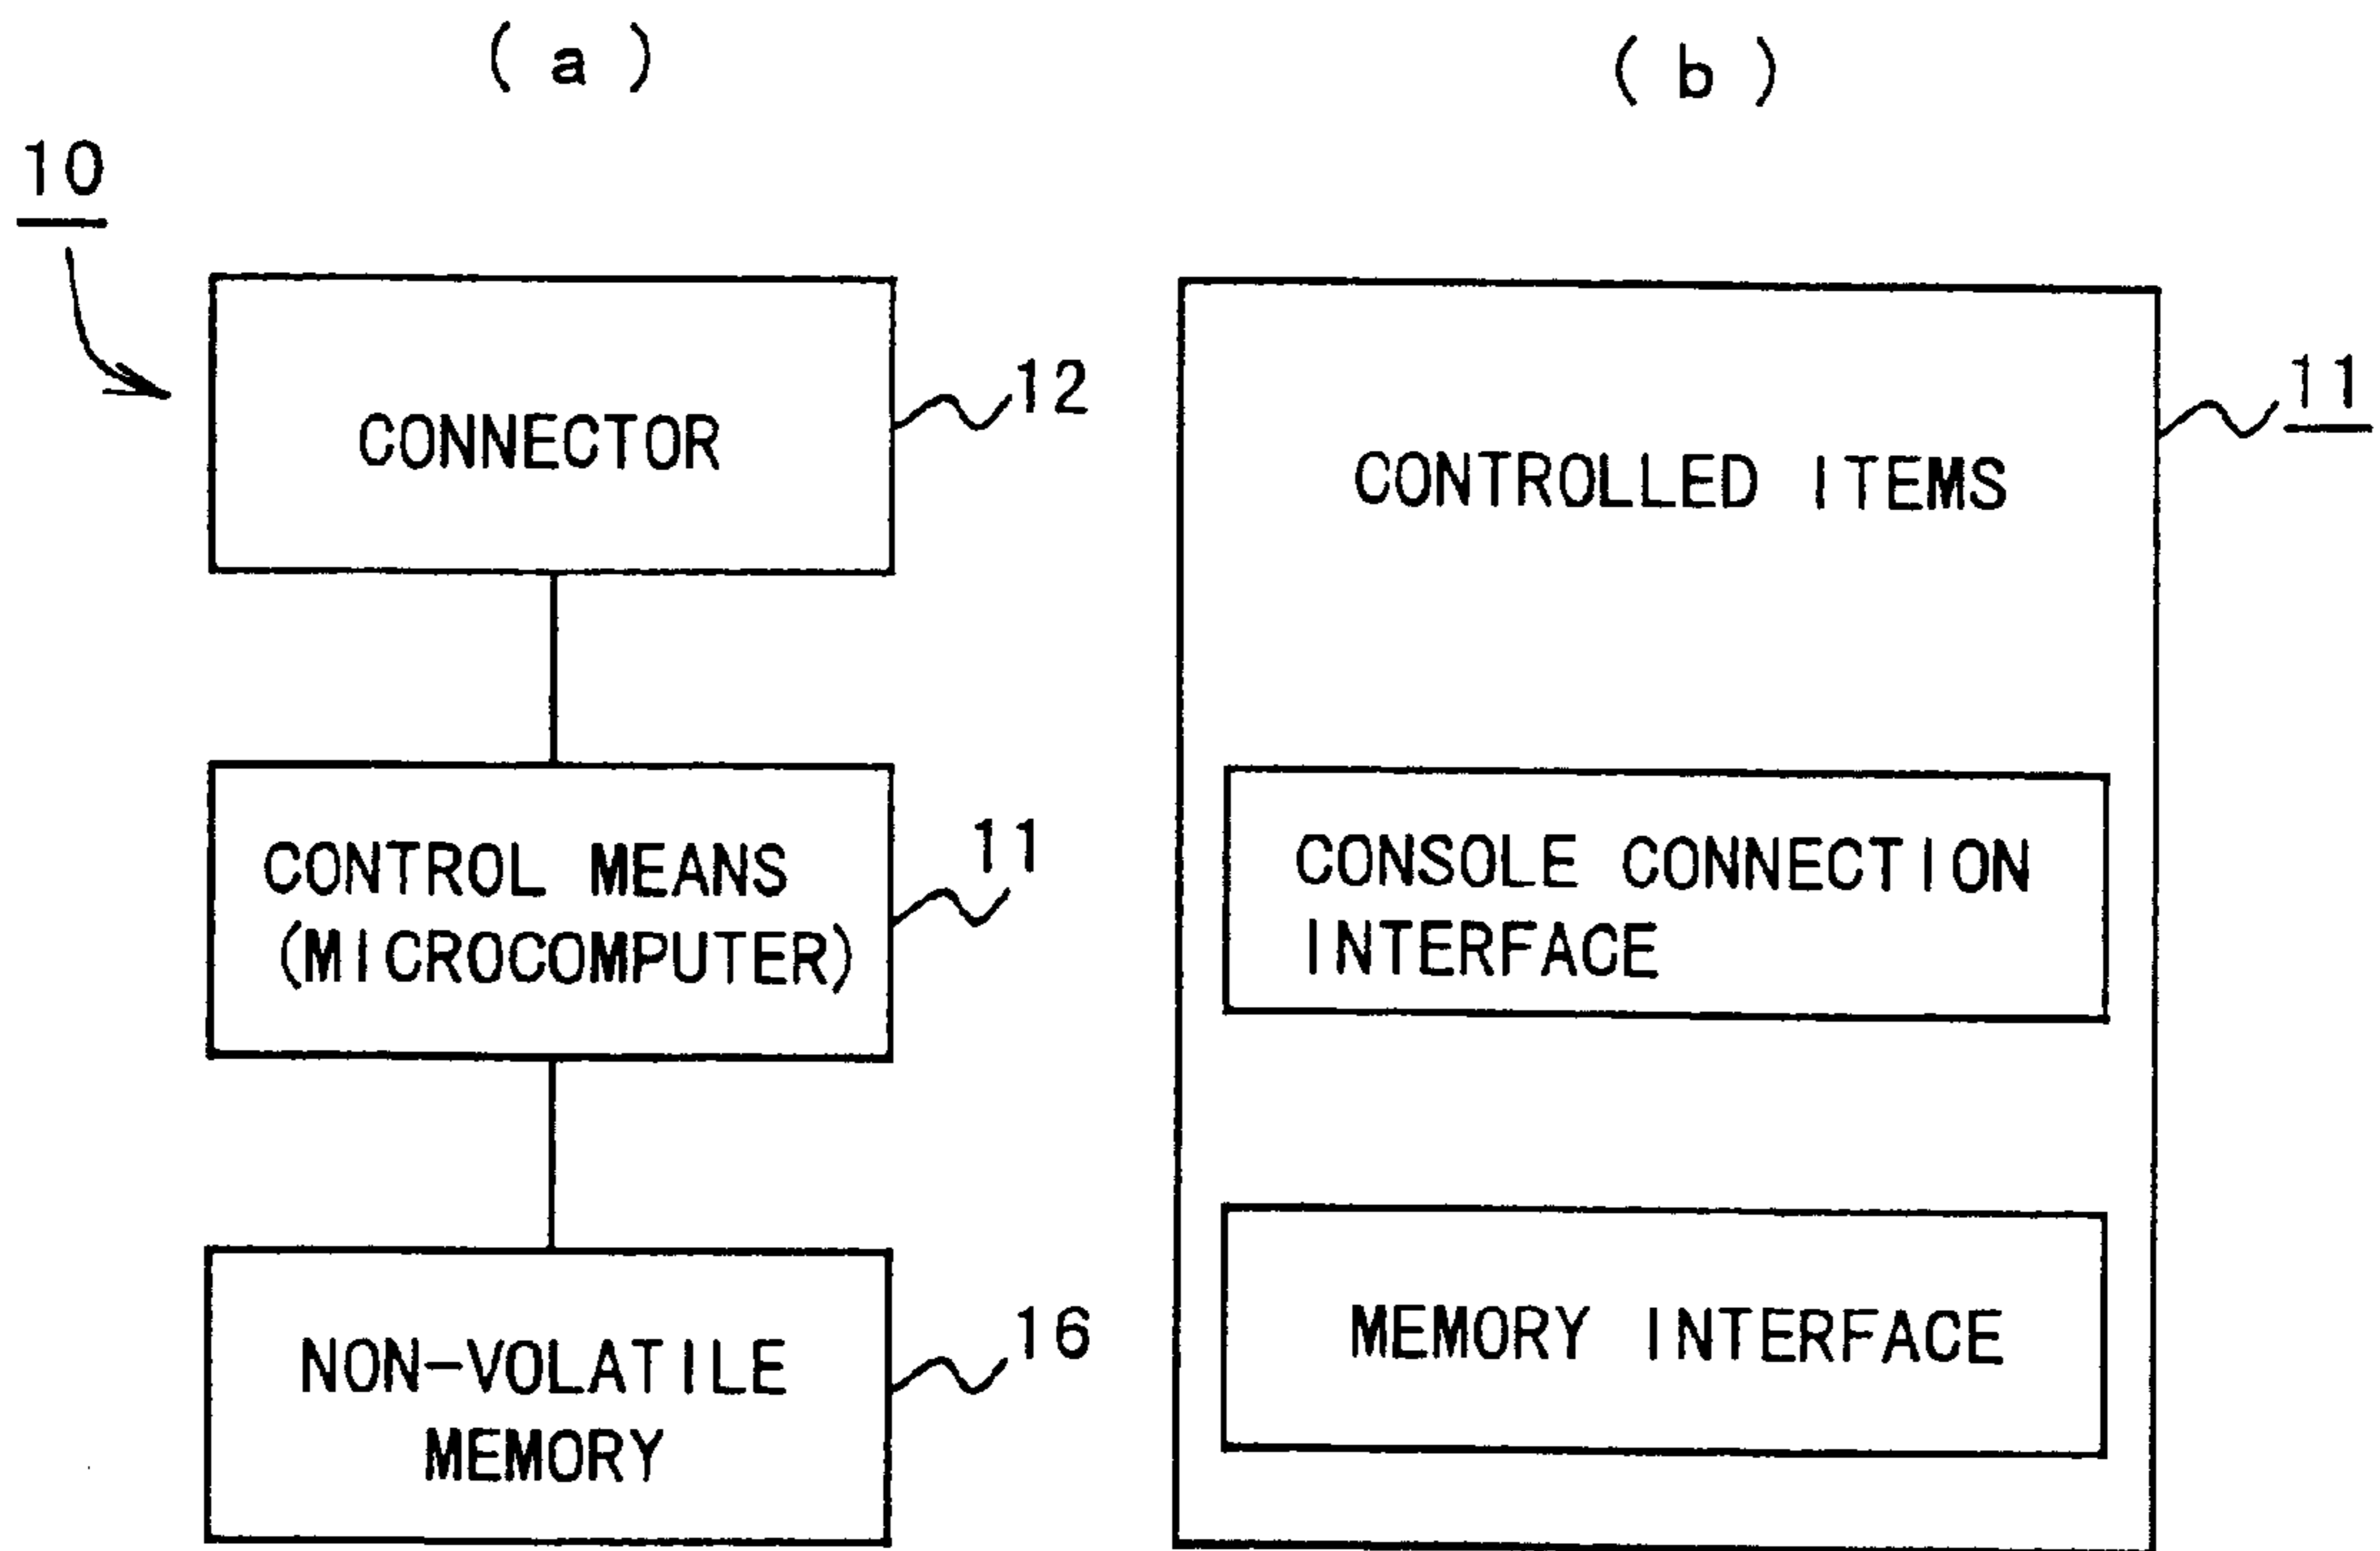 ( a )
10
CONNECTOR
12
CONTROL MEANS
(MICROCOMPUTER)
11
NON-VOLATILE
MEMORY
16
( b )
CONTROLLED ITEMS
11
CONSOLE CONNECTION
INTERFACE
MEMORY INTERFACE